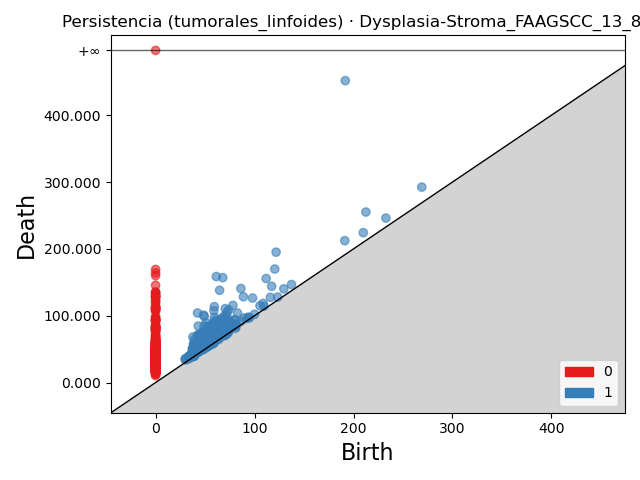 Persistencia (tumorales_linfoides) · Dysplasia-Stroma_FAAGSCC_13_8
+∞
400.000
300.000
200.000
100.000
0.000
Death
0
1
0 100 200 300 400
Birth